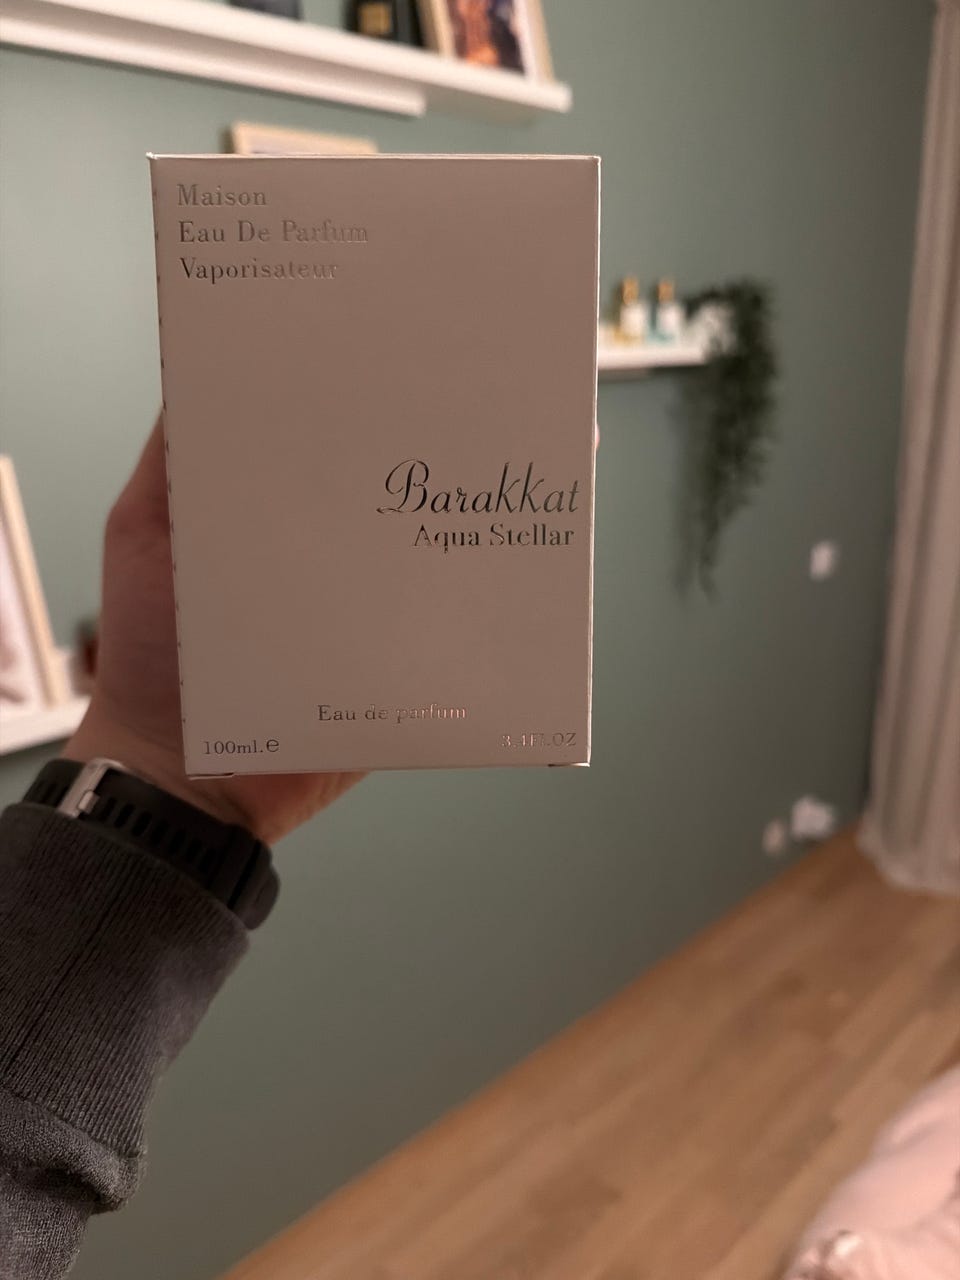 Maison
Eau De Parfum
Vaporisateur
Barakkat
Aqua Stellar
Eau de parfum
100ml.e
3.4Fl.OZ